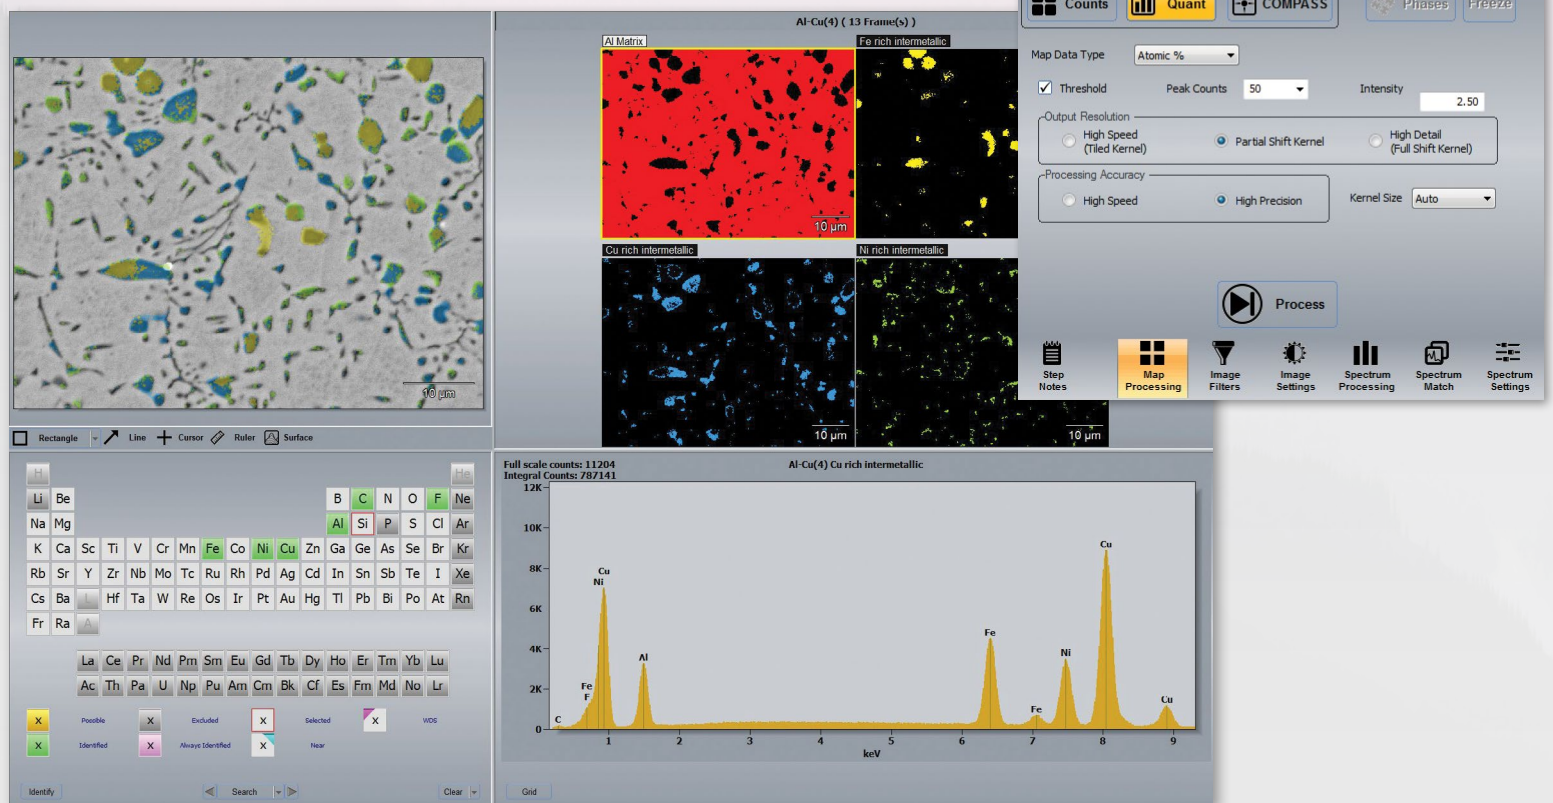 Al-Cu(4) ( 13 Frame(s) )
Al Matrix
Fe rich intermetallic
10 µm
Cu rich intermetallic
Ni rich intermetallic
10 µm
10 µm
10 µm
Counts
Quant
COMPASS
Phases
Freeze
Map Data Type
Atomic %
Threshold
Peak Counts
50
Intensity
2.50
Output Resolution
High Speed
(Tiled Kernel)
Partial Shift Kernel
High Detail
(Full Shift Kernel)
Processing Accuracy
High Speed
High Precision
Kernel Size
Auto
Process
Step
Notes
Map
Processing
Image
Filters
Image
Settings
Spectrum
Processing
Spectrum
Match
Spectrum
Settings
Rectangle Line Cursor Ruler Surface
H He
Li Be B C N O F Ne
Na Mg Al Si P S Cl Ar
K Ca Sc Ti V Cr Mn Fe Co Ni Cu Zn Ga Ge As Se Br Kr
Rb Sr Y Zr Nb Mo Tc Ru Rh Pd Ag Cd In Sn Sb Te I Xe
Cs Ba L Hf Ta W Re Os Ir Pt Au Hg Tl Pb Bi Po At Rn
Fr Ra A
La Ce Pr Nd Pm Sm Eu Gd Tb Dy Ho Er Tm Yb Lu
Ac Th Pa U Np Pu Am Cm Bk Cf Es Fm Md No Lr
X Possible X Excluded X Selected X WDS
X Identified X Always Identified X Near
Identify Search Clear
Full scale counts: 11204
Integral Counts: 787141
Al-Cu(4) Cu rich intermetallic
12K
10K
8K
6K
4K
2K
0
C
Fe
F
Cu
Ni
Al
Fe
Fe
Ni
Cu
Cu
1 2 3 4 5 6 7 8 9
keV
Grid